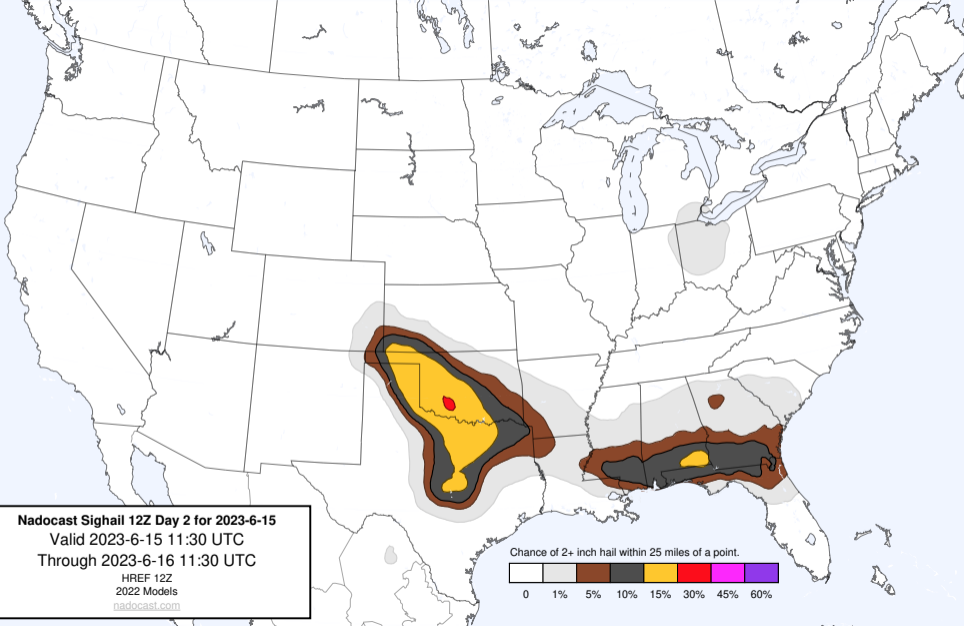 Nadocast Sighail 12Z Day 2 for 2023-6-15
Valid 2023-6-15 11:30 UTC
Through 2023-6-16 11:30 UTC
HREF 12Z
2022 Models
nadocast.com
Chance of 2+ inch hail within 25 miles of a point.
0 1% 5% 10% 15% 30% 45% 60%